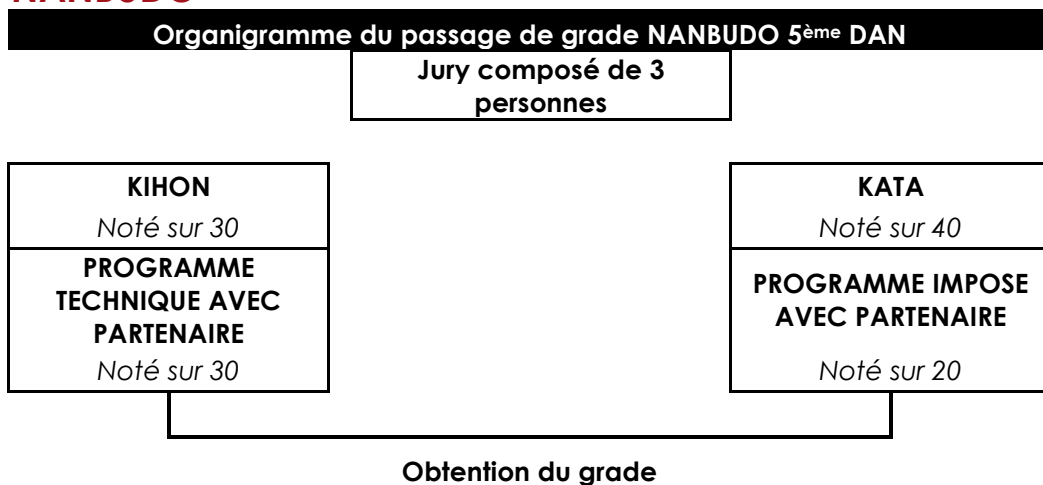 NANBUDO
Organigramme du passage de grade NANBUDO 5ème DAN
Jury composé de 3
personnes
KIHON
Noté sur 30
PROGRAMME
TECHNIQUE AVEC
PARTENAIRE
Noté sur 30
KATA
Noté sur 40
PROGRAMME IMPOSE
AVEC PARTENAIRE
Noté sur 20
Obtention du grade